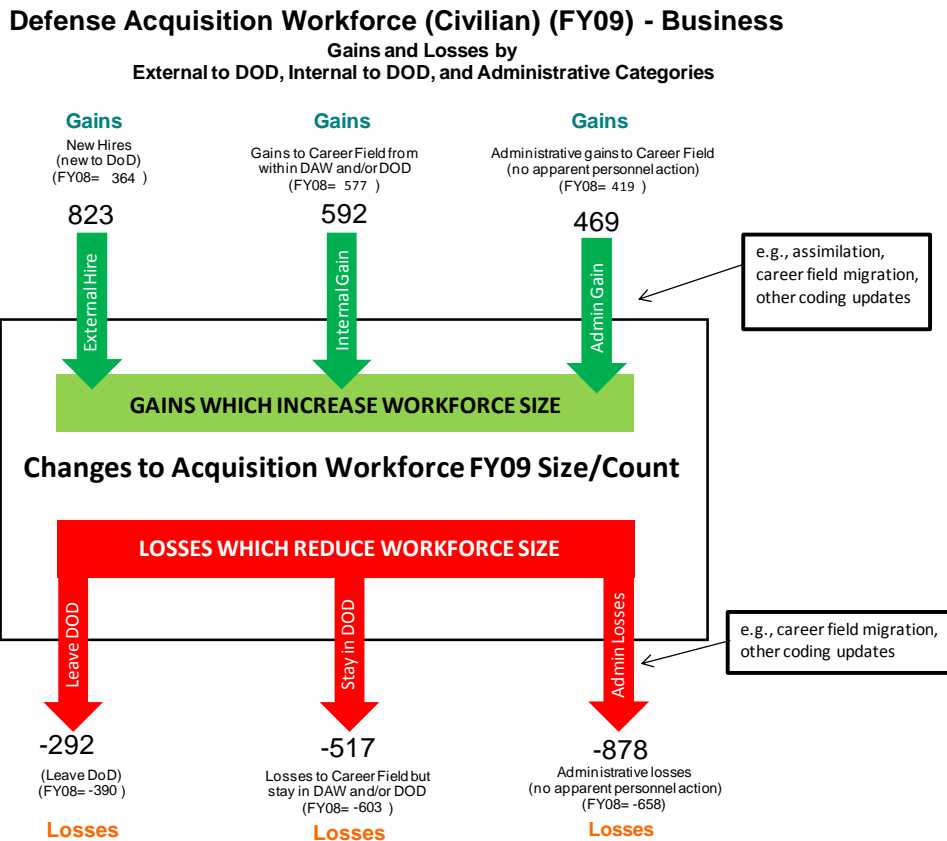 Defense Acquisition Workforce (Civilian) (FY09) - Business
Gains and Losses by
External to DOD, Internal to DOD, and Administrative Categories
Gains
New Hires
(new to DoD)
(FY08= 364 )
823
Gains
Gains to Career Field from
within DAW and/or DOD
(FY08= 577 )
592
Gains
Administrative gains to Career Field
(no apparent personnel action)
(FY08= 419 )
469
External Hire
Internal Gain
Admin Gain
e.g., assimilation,
career field migration,
other coding updates
GAINS WHICH INCREASE WORKFORCE SIZE
Changes to Acquisition Workforce FY09 Size/Count
LOSSES WHICH REDUCE WORKFORCE SIZE
Leave DOD
Stay in DOD
Admin Losses
e.g., career field migration,
other coding updates
-292
(Leave DoD)
(FY08= -390 )
Losses
-517
Losses to Career Field but
stay in DAW and/or DOD
(FY08= -603 )
Losses
-878
Administrative losses
(no apparent personnel action)
(FY08= -658)
Losses